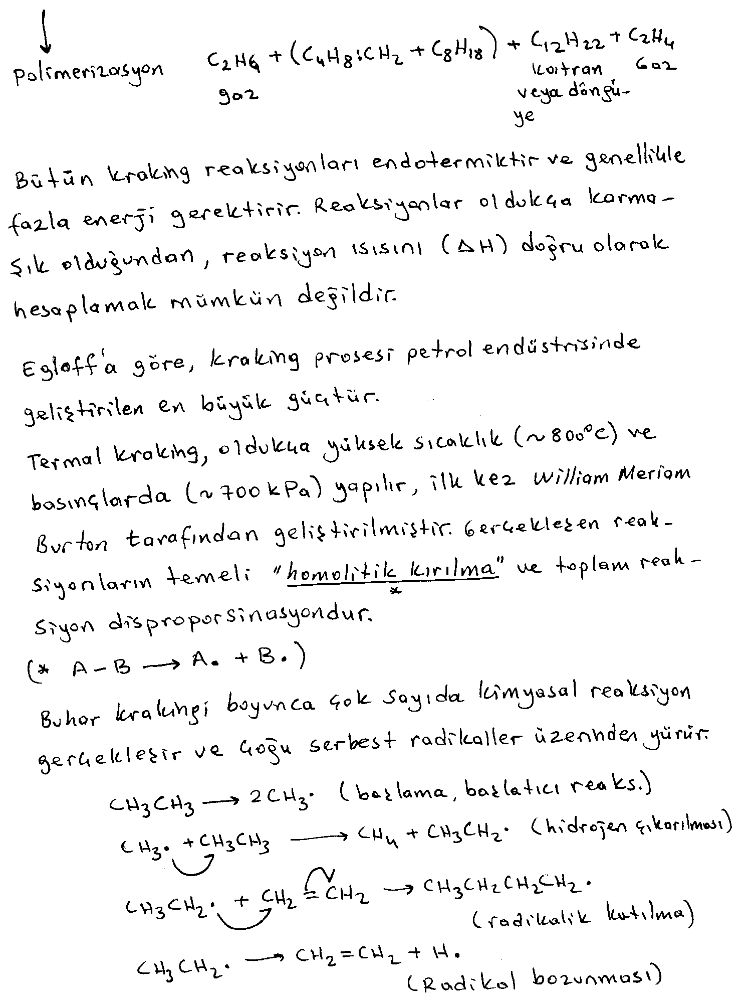 ↓
Polimerizasyon C₂H₆ + (C₄H₈:CH₂ + C₈H₁₈) + C₁₂H₂₂ + C₂H₄
gaz Katran Gaz
veya döngü-
ye
Bütün kraking reaksiyonları endotermiktir ve genellikle
fazla enerji gerektirir. Reaksiyonlar oldukça karma-
şık olduğundan, reaksiyon ısısını (ΔH) doğru olarak
hesaplamak mümkün değildir.
Egloff'a göre, kraking prosesi petrol endüstrisinde
geliştirilen en büyük güçtür.
Termal kraking, oldukça yüksek sıcaklık (~800°C) ve
basınçlarda (~700 kPa) yapılır, ilk kez William Meriam
Burton tarafından geliştirilmiştir. Gerçekleşen reak-
siyonların temeli "homolitik kırılma" ve toplam reak-
*
siyon disproporsinasyondur.
(* A-B → A. + B.)
Buhar krakingi boyunca çok sayıda kimyasal reaksiyon
gerçekleşir ve çoğu serbest radikaller üzerinden yürür.
CH₃CH₃ → 2CH₃· (başlama, başlatıcı reaks.)
CH₃· + CH₃CH₃ → CH₄ + CH₃CH₂· (hidrojen çıkarılması)
CH₃CH₂· + CH₂=CH₂ → CH₃CH₂CH₂CH₂·
(radikalik katılma)
CH₃CH₂· → CH₂=CH₂ + H.
(Radikal bozunması)